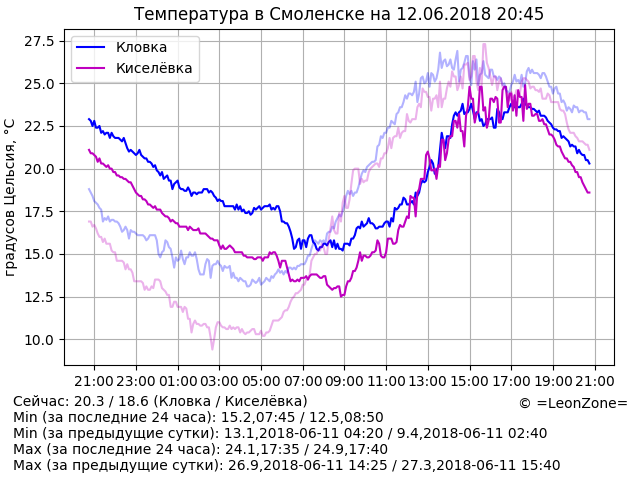 Температура в Смоленске на 12.06.2018 20:45
градусов Цельсия, °C
27.5
25.0
22.5
20.0
17.5
15.0
12.5
10.0
Кловка
Киселёвка
21:00 23:00 01:00 03:00 05:00 07:00 09:00 11:00 13:00 15:00 17:00 19:00 21:00
Сейчас: 20.3 / 18.6 (Кловка / Киселёвка)
© =LeonZone=
Min (за последние 24 часа): 15.2,07:45 / 12.5,08:50
Min (за предыдущие сутки): 13.1,2018-06-11 04:20 / 9.4,2018-06-11 02:40
Max (за последние 24 часа): 24.1,17:35 / 24.9,17:40
Max (за предыдущие сутки): 26.9,2018-06-11 14:25 / 27.3,2018-06-11 15:40